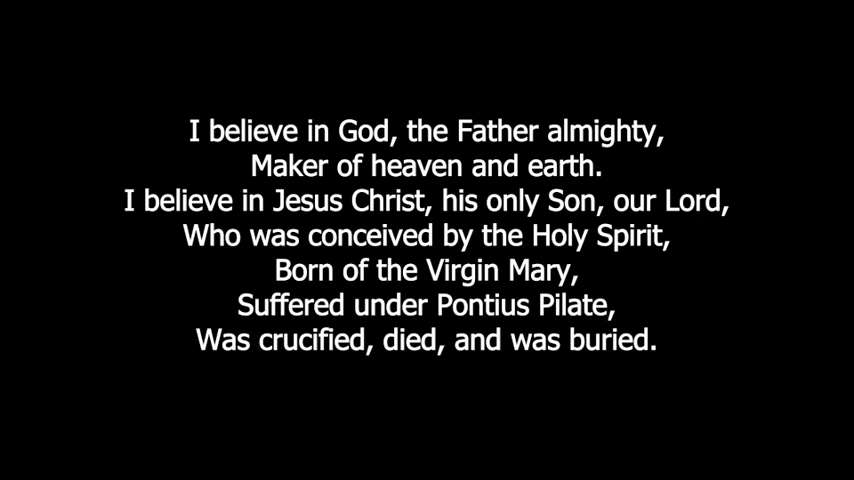 I believe in God, the Father almighty,
Maker of heaven and earth.
I believe in Jesus Christ, his only Son, our Lord,
Who was conceived by the Holy Spirit,
Born of the Virgin Mary,
Suffered under Pontius Pilate,
Was crucified, died, and was buried.